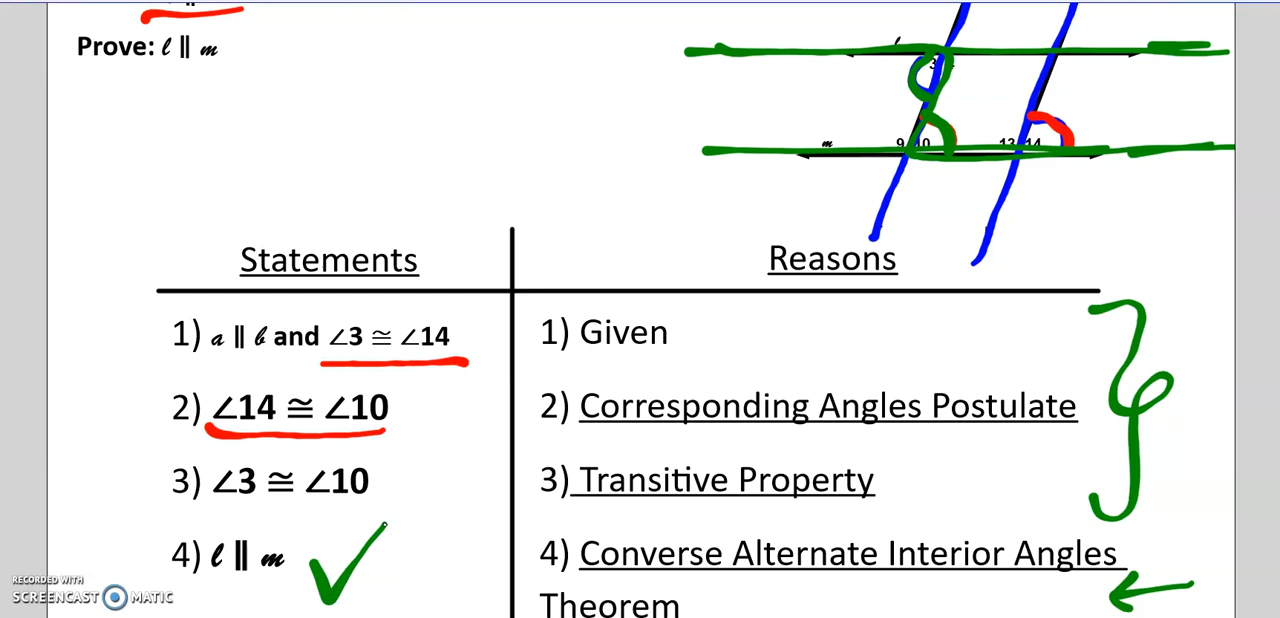 Prove: ℓ ∥ m
ℓ
3
m
9 10 13 14
Statements Reasons
1) a ∥ b and ∠3 ≅ ∠14 1) Given
2) ∠14 ≅ ∠10 2) Corresponding Angles Postulate
3) ∠3 ≅ ∠10 3) Transitive Property
4) ℓ ∥ m 4) Converse Alternate Interior Angles
Theorem
RECORDED WITH
SCREENCAST MATIC